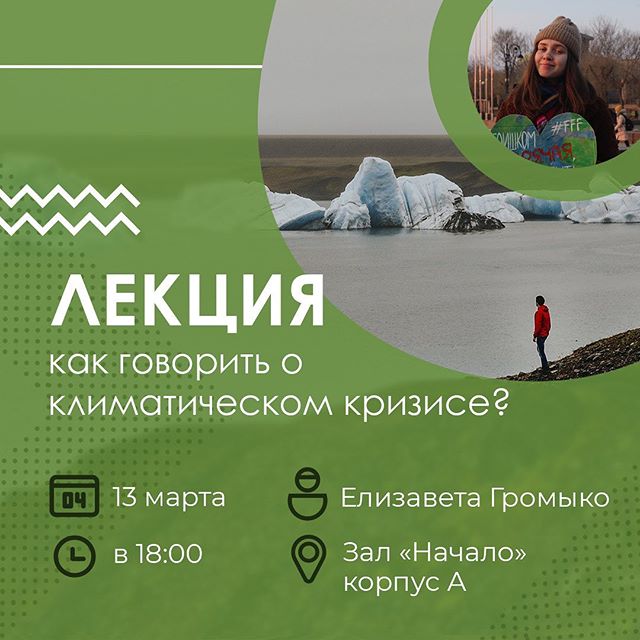 #FFF
ЛЕКЦИЯ
как говорить о
климатическом кризисе?
04
13 марта
Елизавета Громыко
в 18:00
Зал «Начало»
корпус А